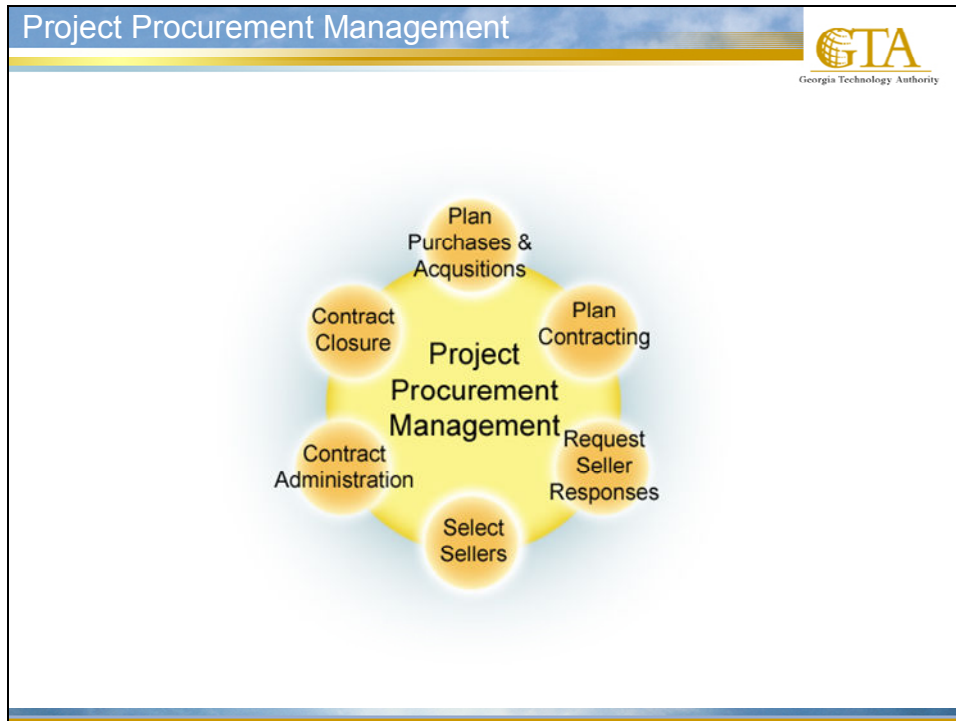 Project Procurement Management
GTA
Georgia Technology Authority
Plan
Purchases &
Acqusitions
Plan
Contracting
Request
Seller
Responses
Select
Sellers
Contract
Administration
Contract
Closure
Project
Procurement
Management